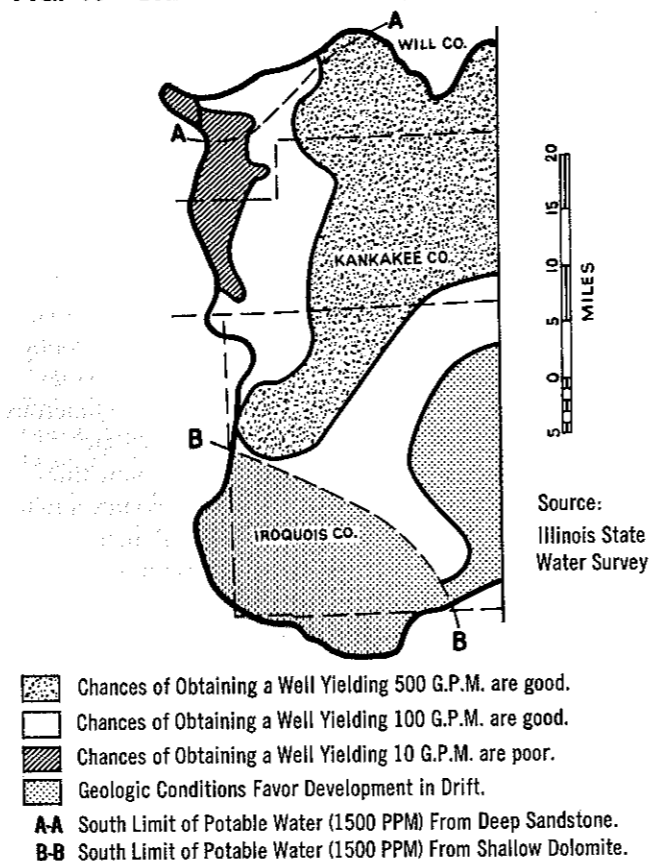 A
WILL CO.
A
KANKAKEE CO.
20
15
10
5
0
5
MILES
B
IROQUOIS CO.
B
Source:
Illinois State
Water Survey
Chances of Obtaining a Well Yielding 500 G.P.M. are good.
Chances of Obtaining a Well Yielding 100 G.P.M. are good.
Chances of Obtaining a Well Yielding 10 G.P.M. are poor.
Geologic Conditions Favor Development in Drift.
A-A South Limit of Potable Water (1500 PPM) From Deep Sandstone.
B-B South Limit of Potable Water (1500 PPM) From Shallow Dolomite.